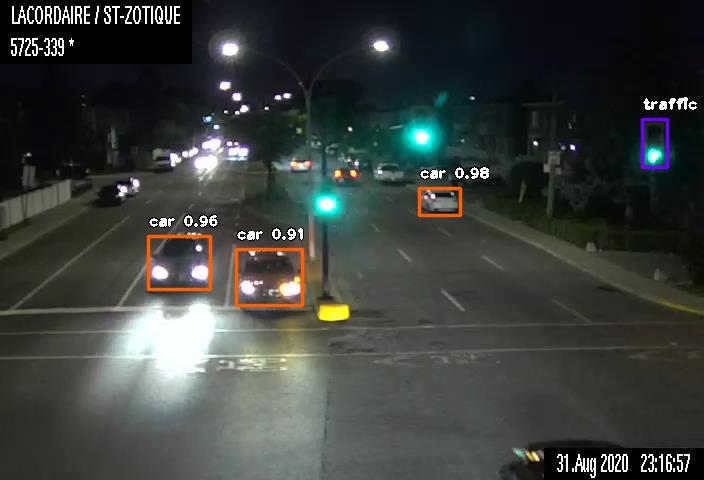 LACORDAIRE / ST-ZOTIQUE
5725-339 *
traffic
car 0.98
car 0.96
car 0.91
31.Aug 2020 23:16:57